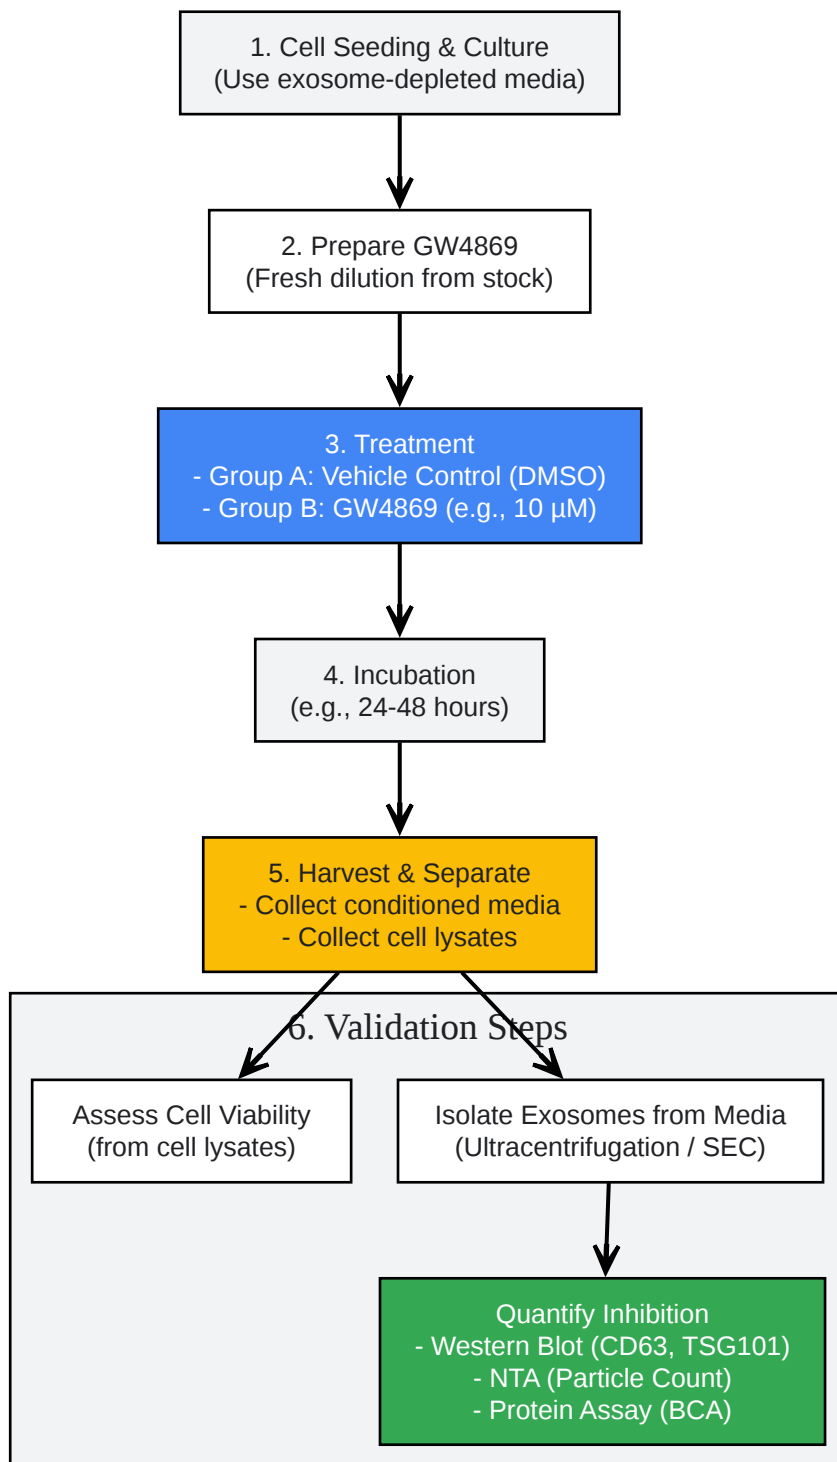 1. Cell Seeding & Culture
(Use exosome-depleted media)
2. Prepare GW4869
(Fresh dilution from stock)
3. Treatment
- Group A: Vehicle Control (DMSO)
- Group B: GW4869 (e.g., 10 µM)
4. Incubation
(e.g., 24-48 hours)
5. Harvest & Separate
- Collect conditioned media
- Collect cell lysates
6. Validation Steps
Assess Cell Viability
(from cell lysates)
Isolate Exosomes from Media
(Ultracentrifugation / SEC)
Quantify Inhibition
- Western Blot (CD63, TSG101)
- NTA (Particle Count)
- Protein Assay (BCA)